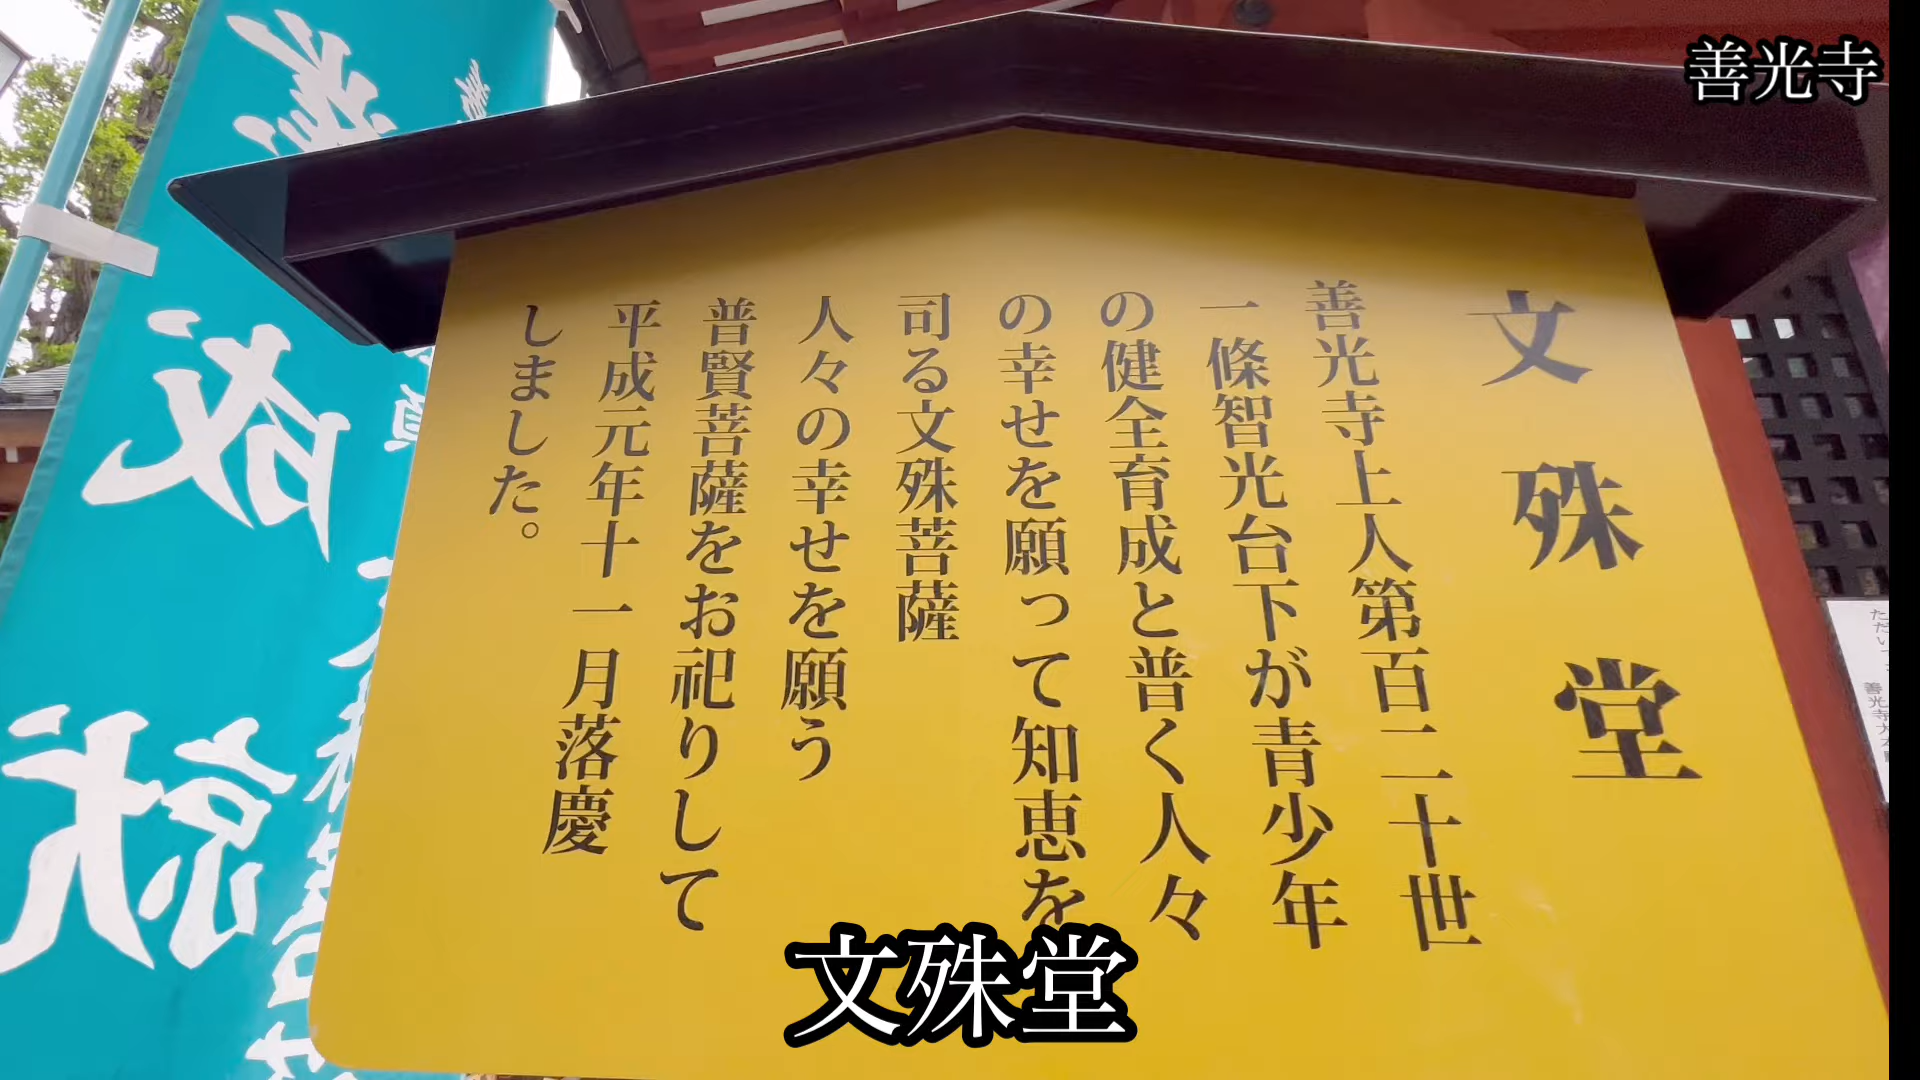 善光寺
文殊堂
善光寺上人第百二十世
一條智光台下が青少年
の健全育成と普く人々
の幸せを願って知恵を
司る文殊菩薩
人々の幸せを願う
普賢菩薩をお祀りして
平成元年十一月落慶
しました。
文殊堂